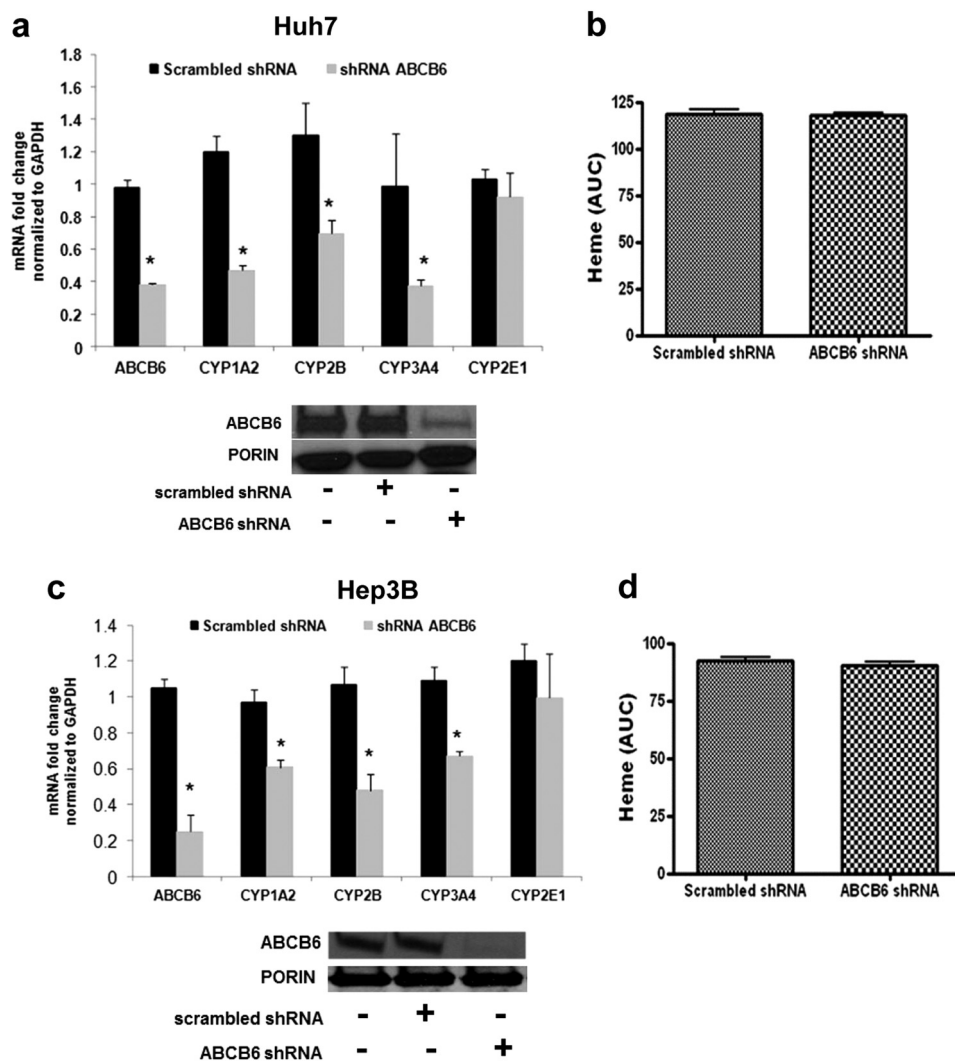 a
Huh7
Scrambled shRNA
shRNA ABCB6
mRNA fold change
normalized to GAPDH
1.8
1.6
1.4
1.2
1
0.8
0.6
0.4
0.2
0
*
*
*
*
ABCB6 CYP1A2 CYP2B CYP3A4 CYP2E1
ABCB6
PORIN
scrambled shRNA - + -
ABCB6 shRNA - - +
b
Heme (AUC)
125
100
75
50
25
0
Scrambled shRNA ABCB6 shRNA
c
Hep3B
Scrambled shRNA
shRNA ABCB6
mRNA fold change
normalized to GAPDH
1.4
1.2
1
0.8
0.6
0.4
0.2
0
*
*
*
*
ABCB6 CYP1A2 CYP2B CYP3A4 CYP2E1
ABCB6
PORIN
scrambled shRNA - + -
ABCB6 shRNA - - +
d
Heme (AUC)
100
75
50
25
0
Scrambled shRNA ABCB6 shRNA